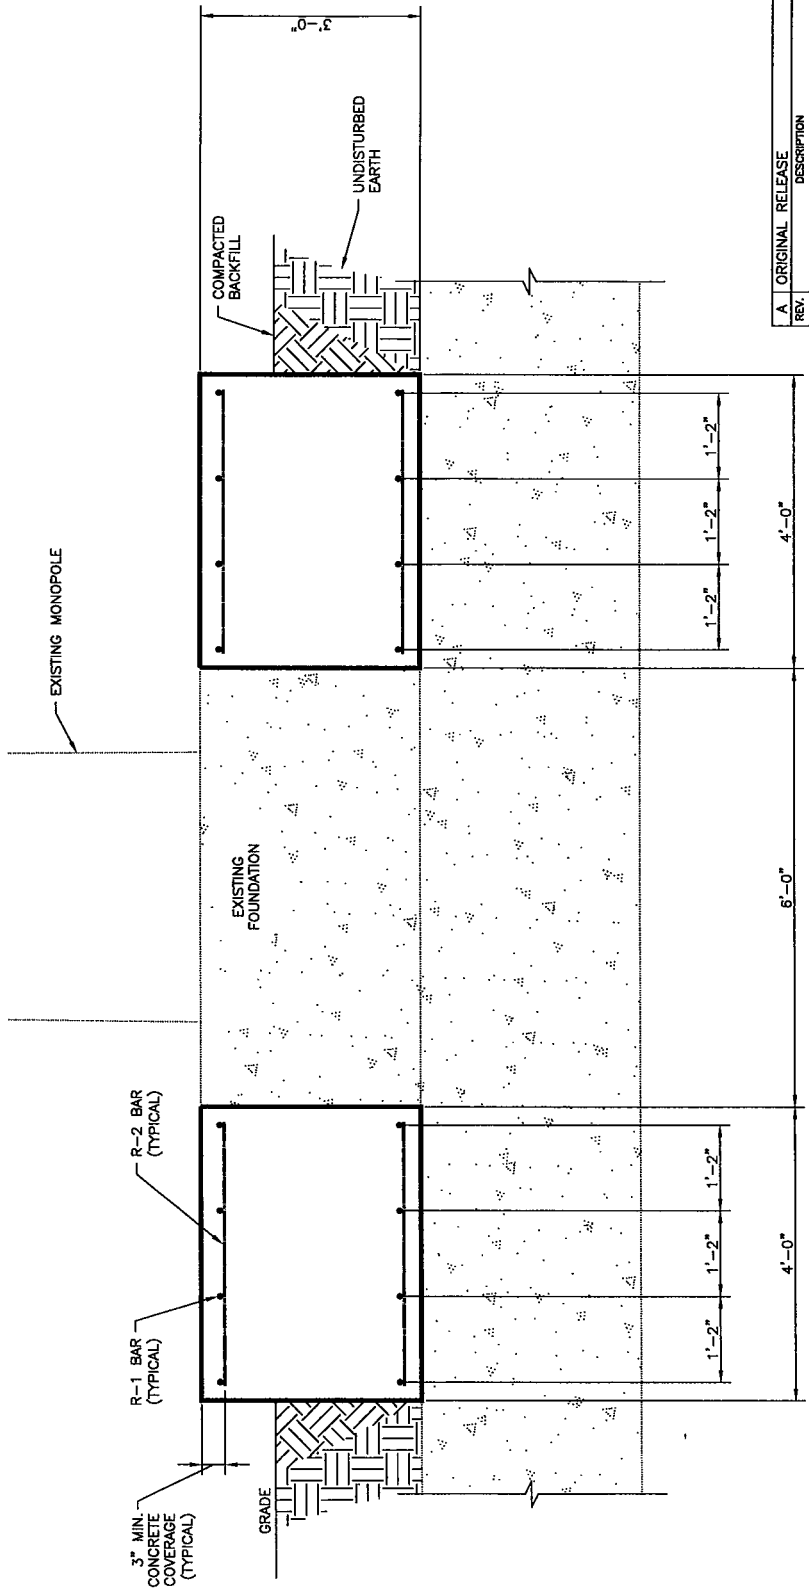 EXISTING MONOPOLE
R-2 BAR
(TYPICAL)
R-1 BAR
(TYPICAL)
3" MIN.
CONCRETE
COVERAGE
(TYPICAL)
GRADE
EXISTING
FOUNDATION
COMPACTED
BACKFILL
UNDISTURBED
EARTH
3'-0"
1'-2"
1'-2"
1'-2"
1'-2"
1'-2"
1'-2"
4'-0"
6'-0"
4'-0"
A ORIGINAL RELEASE
REV. DESCRIPTION